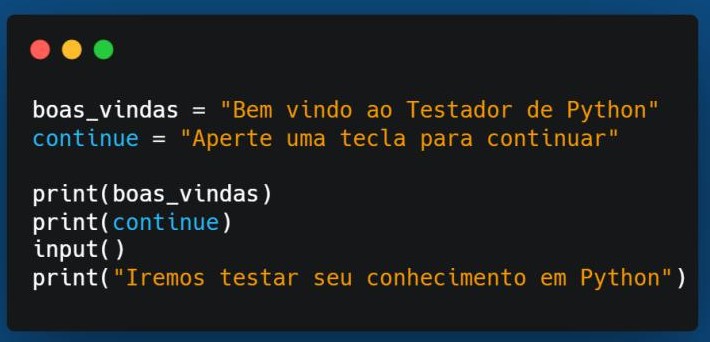 boas_vindas = "Bem vindo ao Testador de Python"
continue = "Aperte uma tecla para continuar"
print(boas_vindas)
print(continue)
input()
print("Iremos testar seu conhecimento em Python")